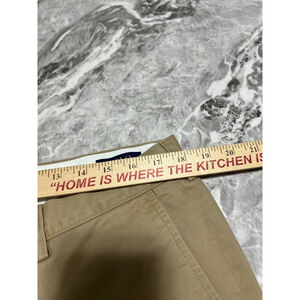 13 14 15 16 17 18 19 20 21
"HOME IS WHERE THE KITCHEN IS